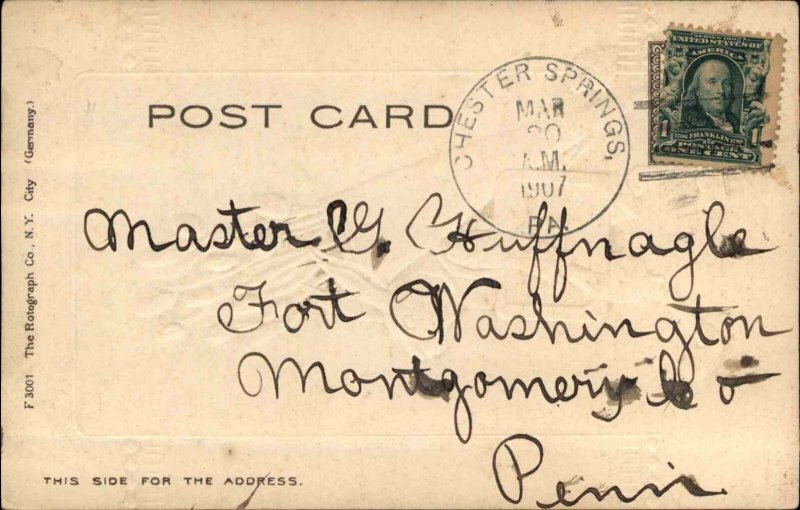 POST CARD
CHESTER SPRINGS,
MAR
20
A.M.
1907
PA.
UNITED STATES OF
AMERICA
1 FRANKLIN 1
POSTAGE
ONE CENT
Master G. Huffnagle
Fort Washington
Montgomery Co
Penn
F 3001 The Rotograph Co., N. Y. City (Germany.)
THIS SIDE FOR THE ADDRESS.